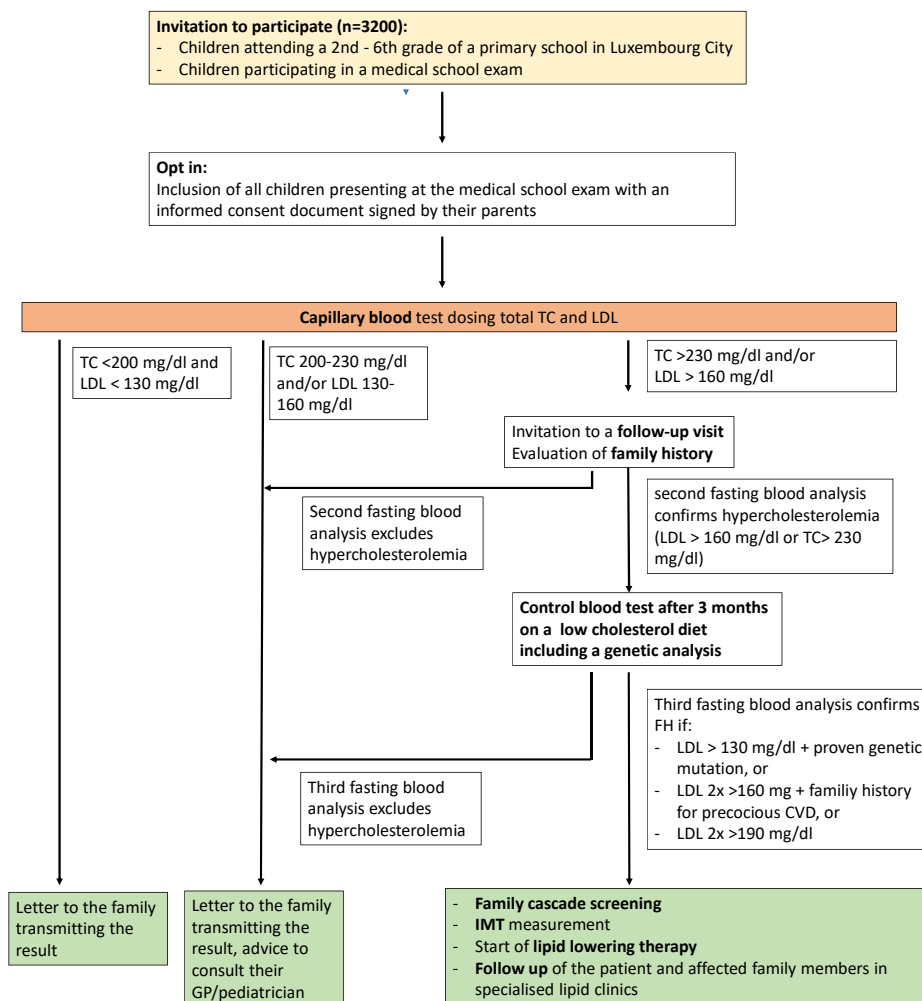 Invitation to participate (n=3200):
- Children attending a 2nd - 6th grade of a primary school in Luxembourg City
- Children participating in a medical school exam
Opt in:
Inclusion of all children presenting at the medical school exam with an
informed consent document signed by their parents
Capillary blood test dosing total TC and LDL
TC <200 mg/dl and
LDL < 130 mg/dl
TC 200-230 mg/dl
and/or LDL 130-
160 mg/dl
TC >230 mg/dl and/or
LDL > 160 mg/dl
Invitation to a follow-up visit
Evaluation of family history
Second fasting blood
analysis excludes
hypercholesterolemia
second fasting blood analysis
confirms hypercholesterolemia
(LDL > 160 mg/dl or TC> 230
mg/dl)
Control blood test after 3 months
on a low cholesterol diet
including a genetic analysis
Third fasting blood
analysis excludes
hypercholesterolemia
Third fasting blood analysis confirms
FH if:
- LDL > 130 mg/dl + proven genetic
mutation, or
- LDL 2x >160 mg + familiy history
for precocious CVD, or
- LDL 2x >190 mg/dl
Letter to the family
transmitting the
result
Letter to the family
transmitting the
result, advice to
consult their
GP/pediatrician
- Family cascade screening
- IMT measurement
- Start of lipid lowering therapy
- Follow up of the patient and affected family members in
specialised lipid clinics